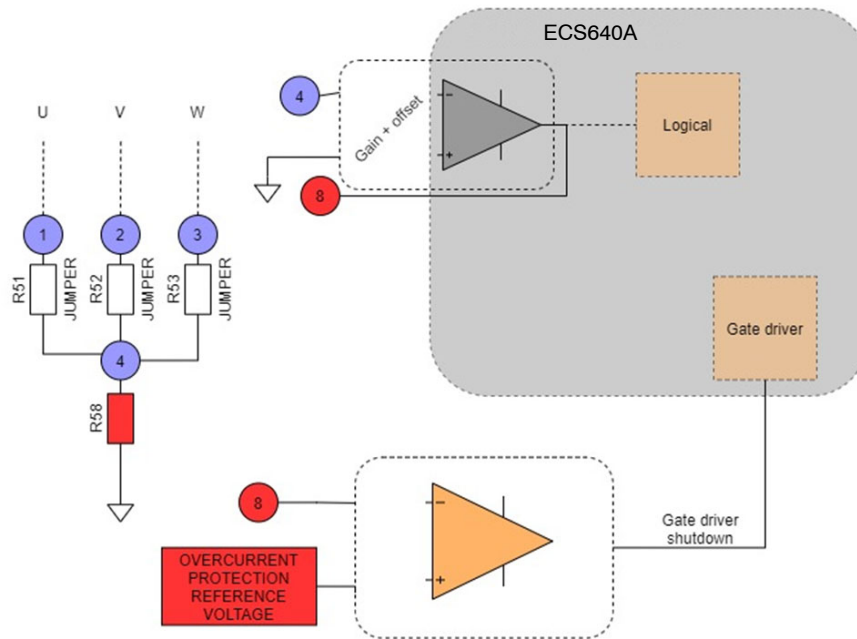 ECS640A
U
V
W
4
Gain + offset
Logical
8
1
2
3
R51
JUMPER
R52
JUMPER
R53
JUMPER
4
R58
Gate driver
8
Gate driver
shutdown
OVERCURRENT
PROTECTION
REFERENCE
VOLTAGE